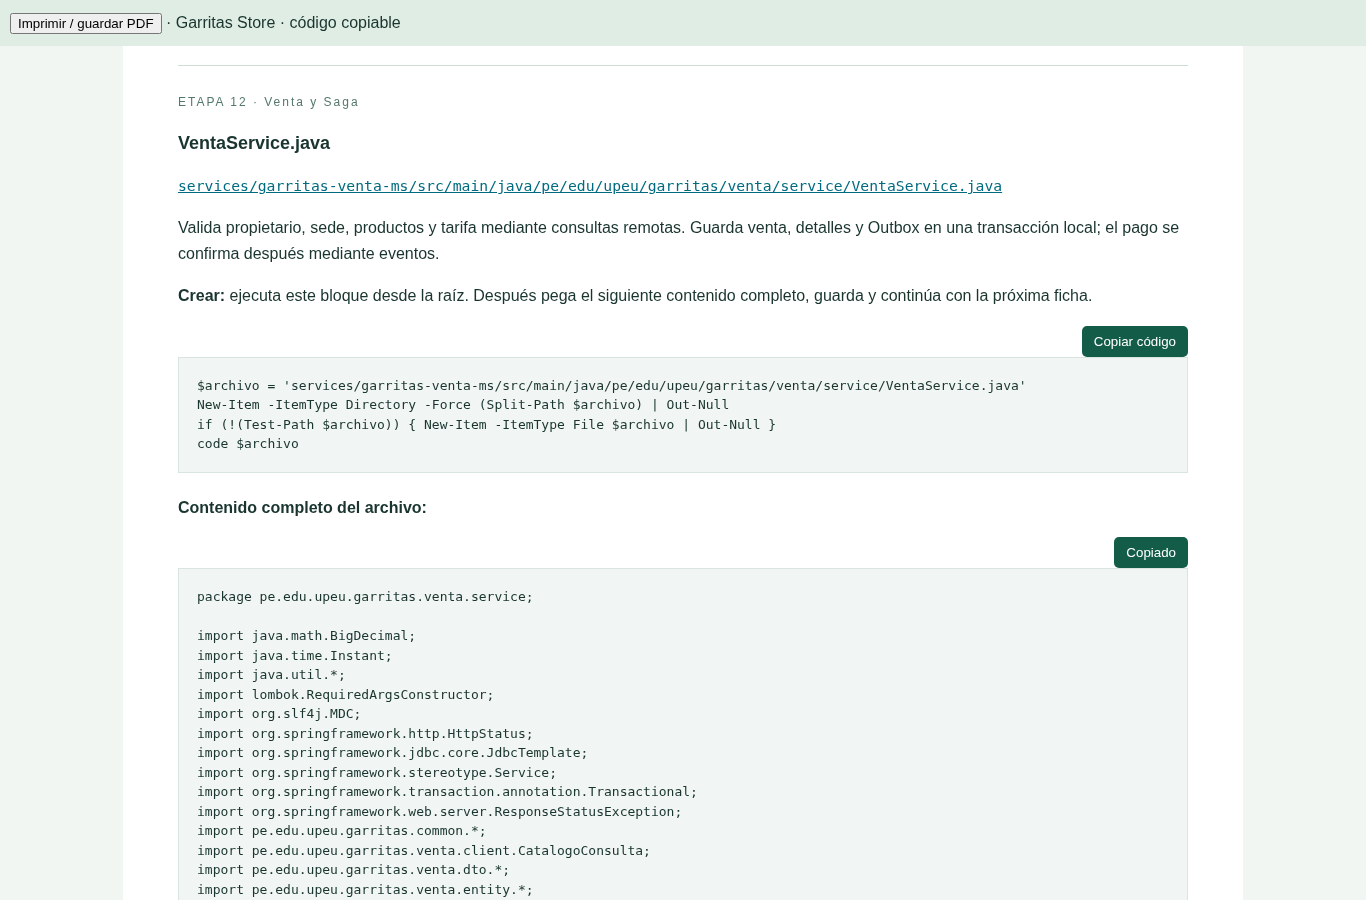 Imprimir / guardar PDF · Garritas Store · código copiable
ETAPA 12 · Venta y Saga
VentaService.java
services/garritas-venta-ms/src/main/java/pe/edu/upeu/garritas/venta/service/VentaService.java
Valida propietario, sede, productos y tarifa mediante consultas remotas. Guarda venta, detalles y Outbox en una transacción local; el pago se
confirma después mediante eventos.
Crear: ejecuta este bloque desde la raíz. Después pega el siguiente contenido completo, guarda y continúa con la próxima ficha.
Copiar código
$archivo = 'services/garritas-venta-ms/src/main/java/pe/edu/upeu/garritas/venta/service/VentaService.java'
New-Item -ItemType Directory -Force (Split-Path $archivo) | Out-Null
if (!(Test-Path $archivo)) { New-Item -ItemType File $archivo | Out-Null }
code $archivo
Contenido completo del archivo:
Copiado
package pe.edu.upeu.garritas.venta.service;
import java.math.BigDecimal;
import java.time.Instant;
import java.util.*;
import lombok.RequiredArgsConstructor;
import org.slf4j.MDC;
import org.springframework.http.HttpStatus;
import org.springframework.jdbc.core.JdbcTemplate;
import org.springframework.stereotype.Service;
import org.springframework.transaction.annotation.Transactional;
import org.springframework.web.server.ResponseStatusException;
import pe.edu.upeu.garritas.common.*;
import pe.edu.upeu.garritas.venta.client.CatalogoConsulta;
import pe.edu.upeu.garritas.venta.dto.*;
import pe.edu.upeu.garritas.venta.entity.*;